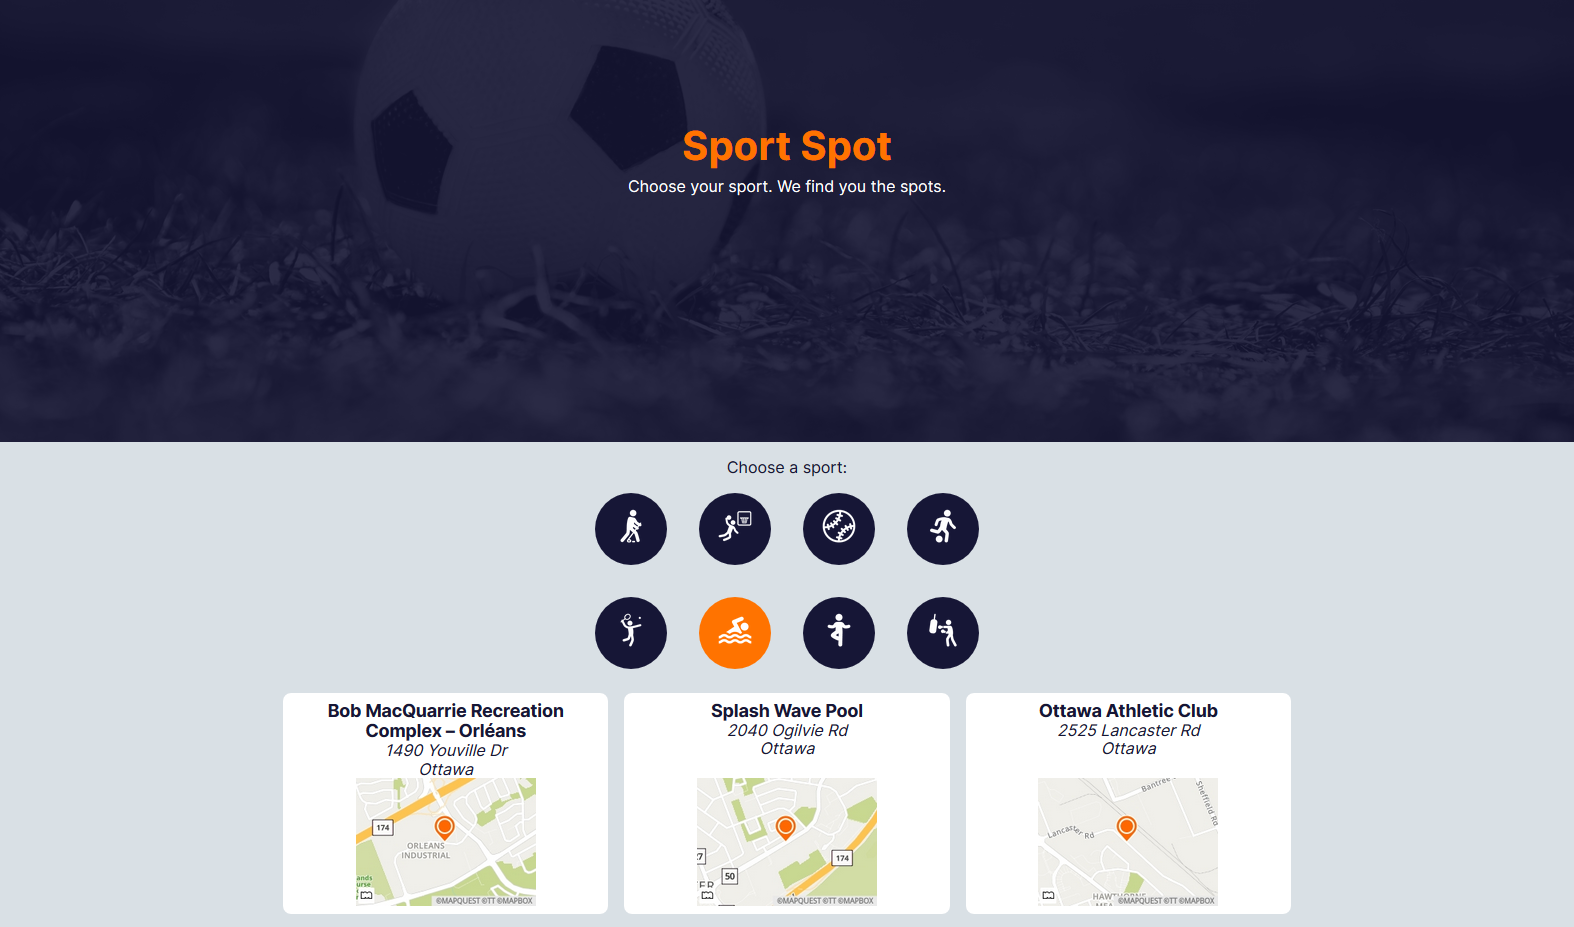 Sport Spot
Choose your sport. We find you the spots.
Choose a sport:
Bob MacQuarrie Recreation
Complex – Orléans
1490 Youville Dr
Ottawa
174
ORLEANS
INDUSTRIAL
©MAPQUEST ©TT ©MAPBOX
Splash Wave Pool
2040 Ogilvie Rd
Ottawa
174
50
©MAPQUEST ©TT ©MAPBOX
Ottawa Athletic Club
2525 Lancaster Rd
Ottawa
Sheffield Rd
Lancaster Rd
©MAPQUEST ©TT ©MAPBOX